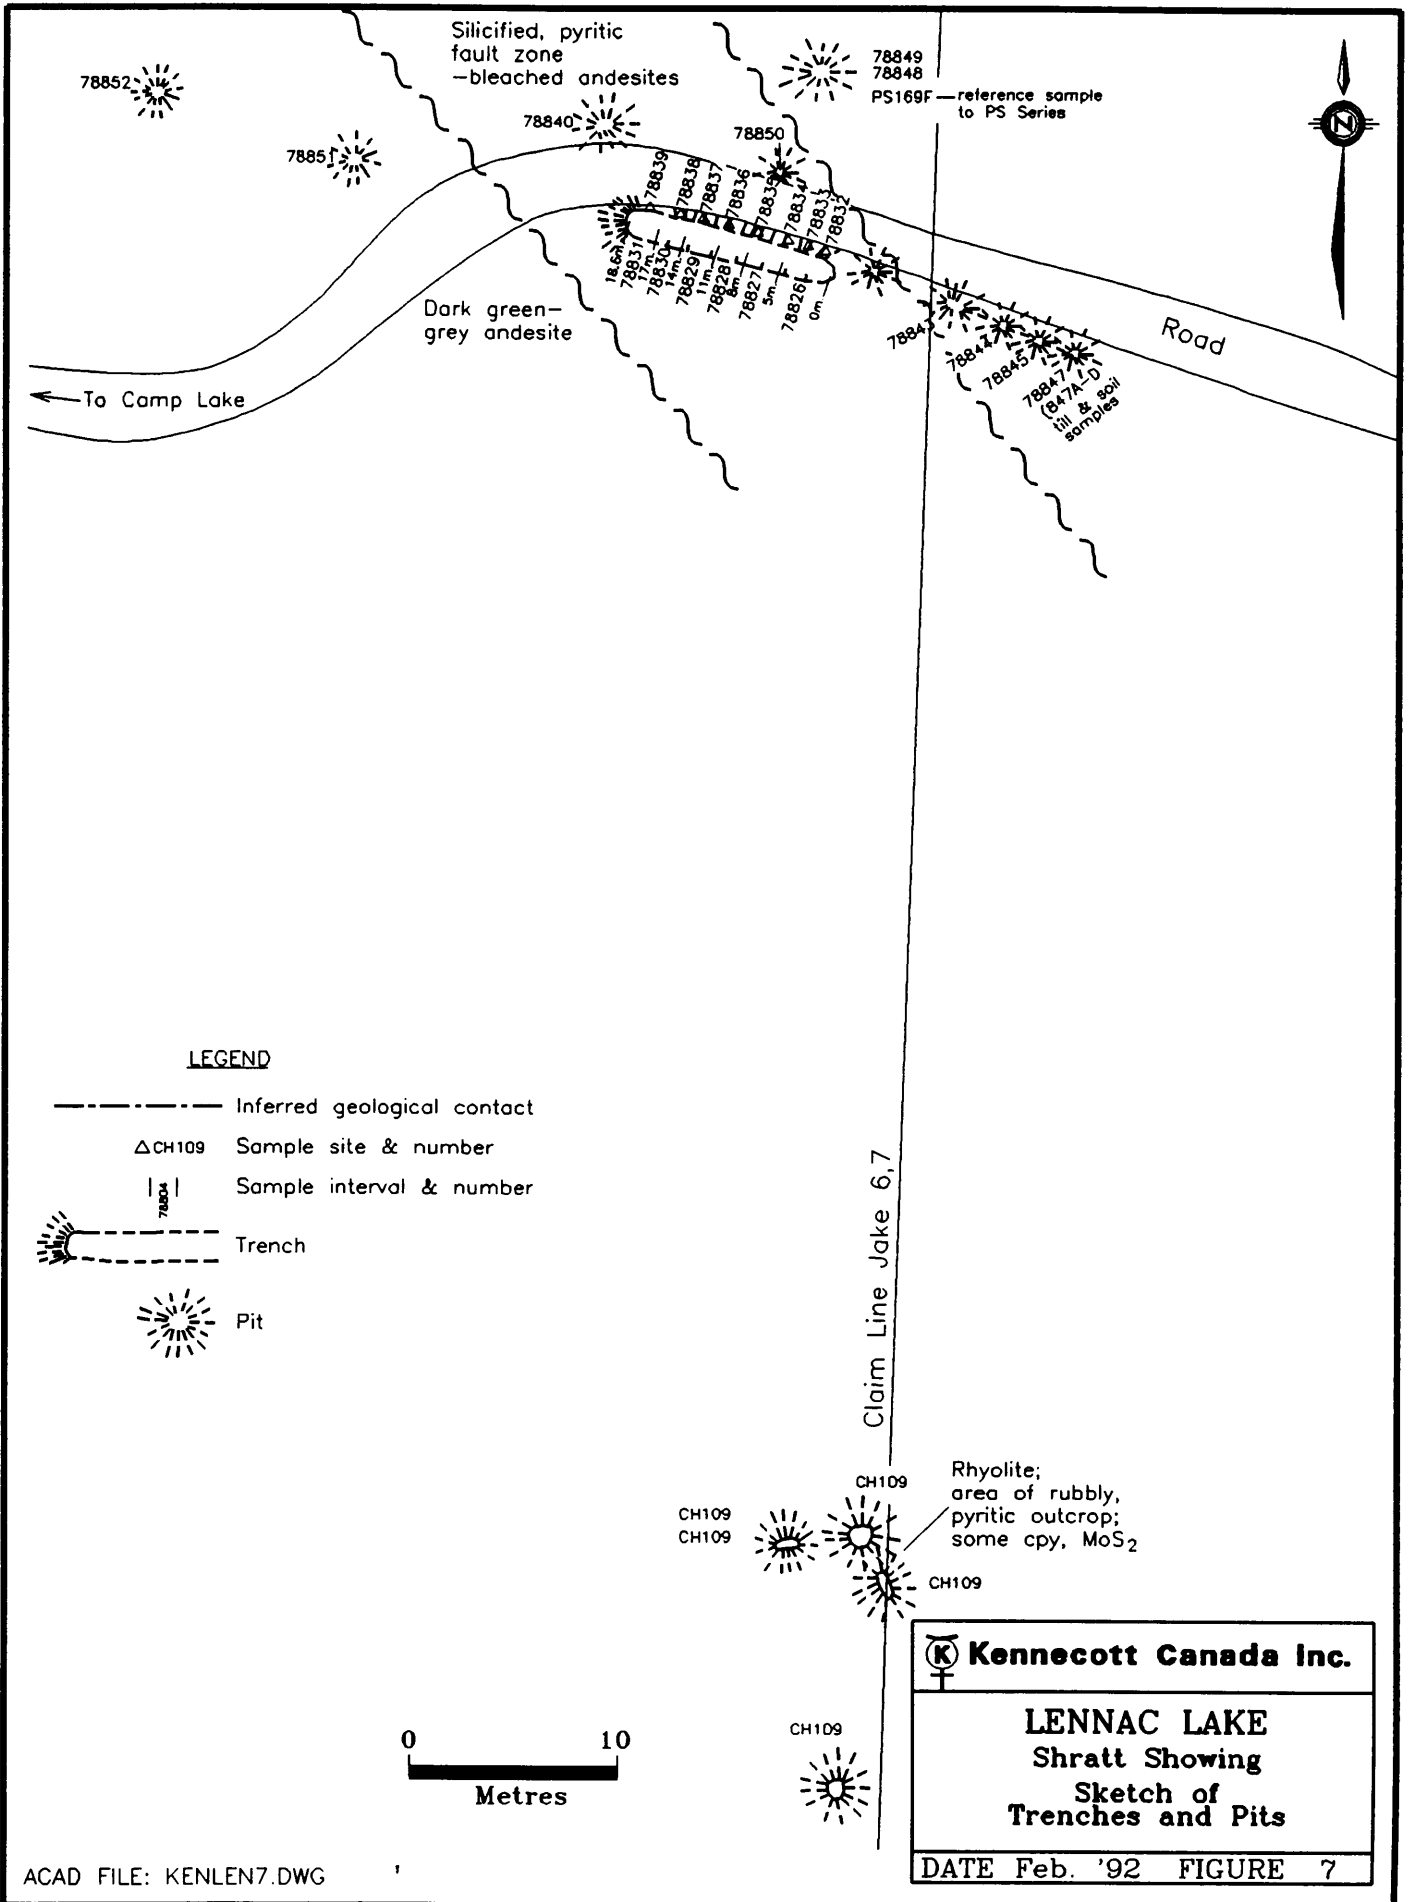 Silicified, pyritic
fault zone
-bleached andesites
78852
78851
78840
78849
78848
PS169F—reference sample
to PS Series
78850
N
78839
78838
78837
78836
78835
78834
78833
78832
18.6m
78831
17m
78830
14m
78829
11m
78828
8m
78827
5m
78826
0m
Dark green-
grey andesite
To Camp Lake
Road
78843
78844
78845
78847
(847A-D
till & soil
samples
LEGEND
Inferred geological contact
CH109 Sample site & number
78804 Sample interval & number
Trench
Pit
Claim Line Jake 6,7
CH109
CH109
CH109
Rhyolite;
area of rubbly,
pyritic outcrop;
some cpy, MoS2
CH109
CH109
0 10
Metres
K Kennecott Canada Inc.
LENNAC LAKE
Shratt Showing
Sketch of
Trenches and Pits
DATE Feb. '92 FIGURE 7
ACAD FILE: KENLEN7.DWG